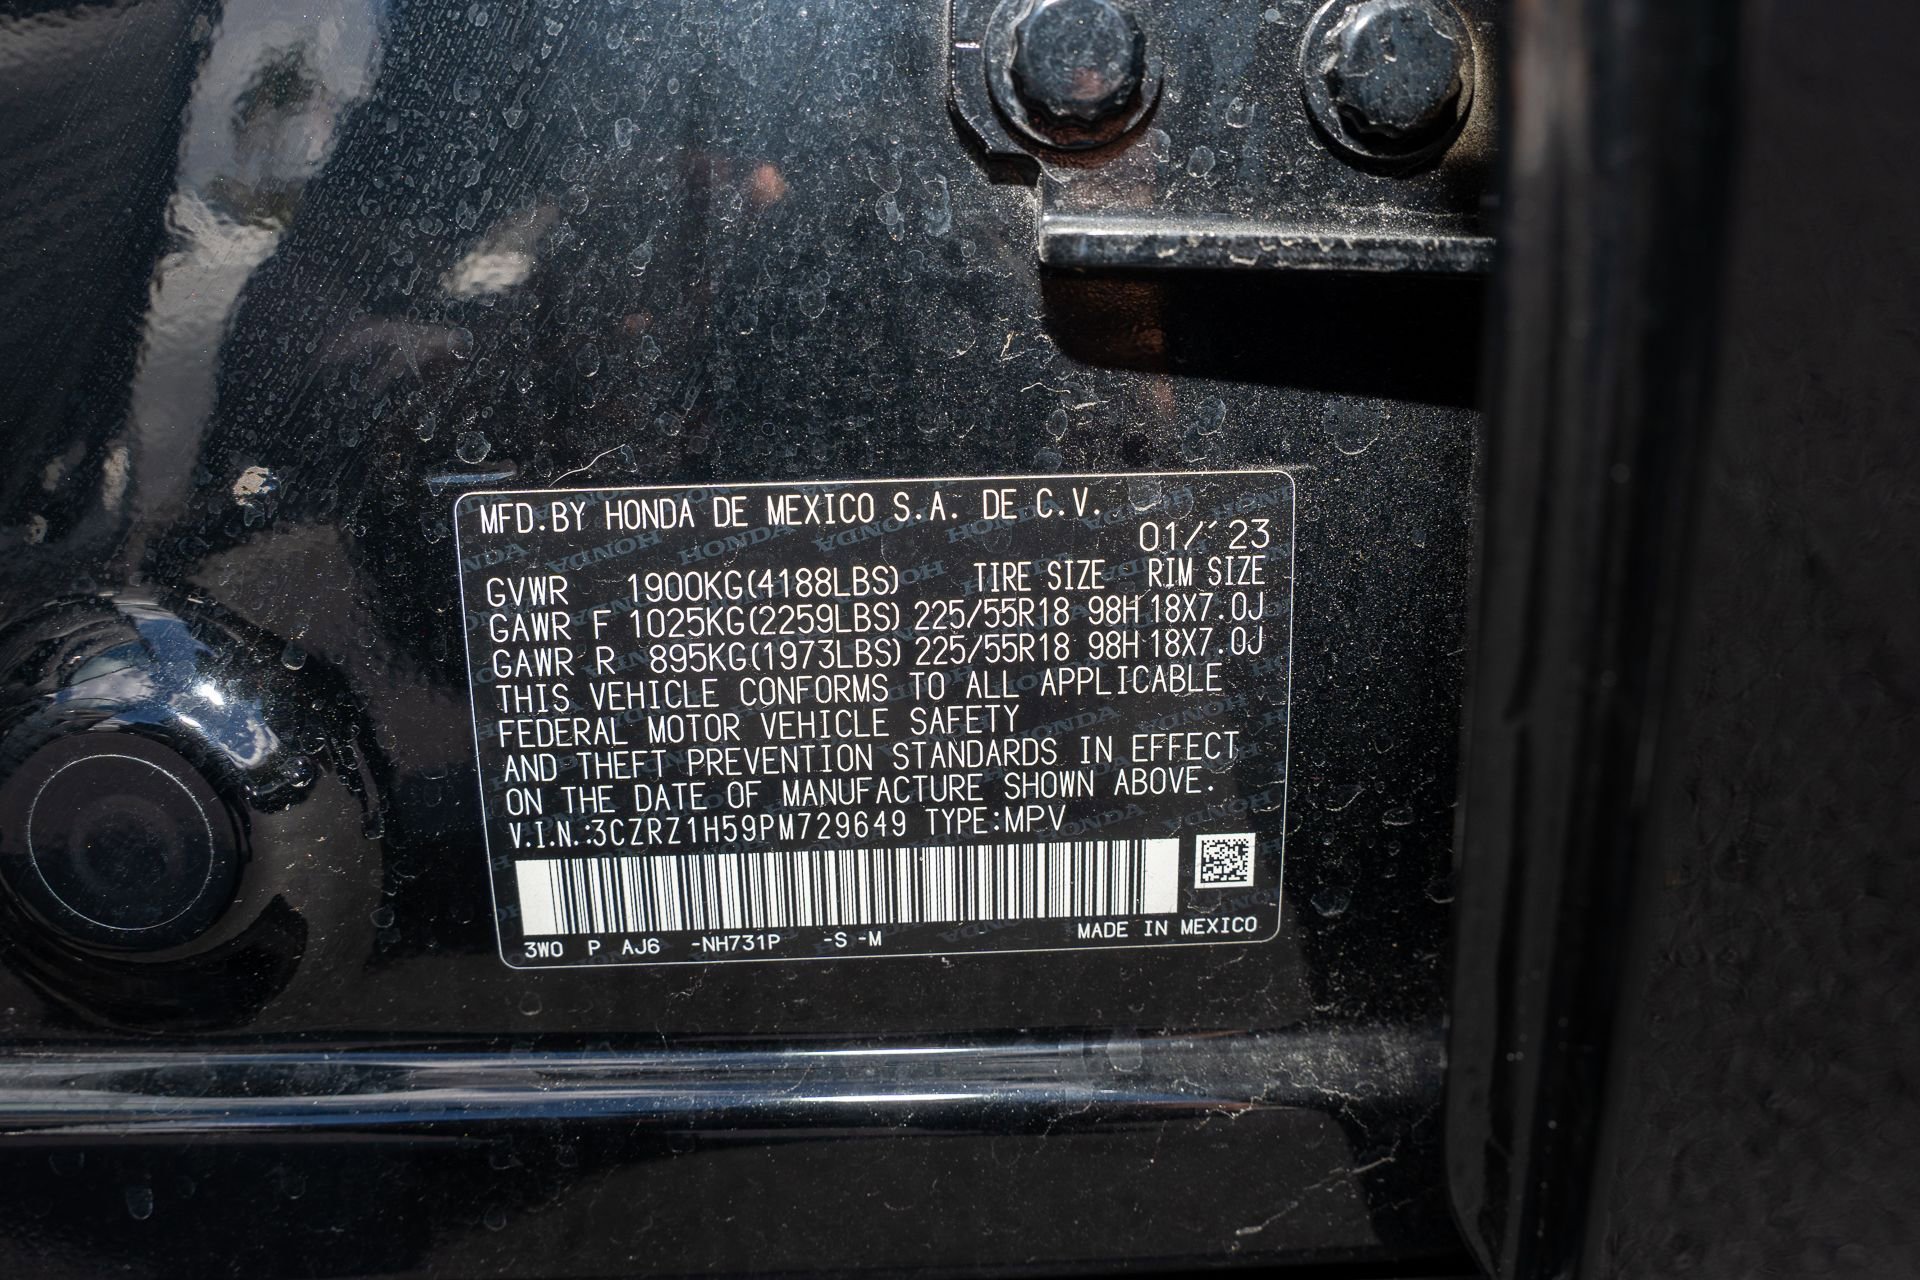 MFD.BY HONDA DE MEXICO S.A. DE C.V.
01/'23
GVWR 1900KG(4188LBS) TIRE SIZE RIM SIZE
GAWR F 1025KG(2259LBS) 225/55R18 98H 18X7.0J
GAWR R 895KG(1973LBS) 225/55R18 98H 18X7.0J
THIS VEHICLE CONFORMS TO ALL APPLICABLE
FEDERAL MOTOR VEHICLE SAFETY
AND THEFT PREVENTION STANDARDS IN EFFECT
ON THE DATE OF MANUFACTURE SHOWN ABOVE.
V.I.N.:3CZRZ1H59PM729649 TYPE:MPV
3W0 P AJ6 -NH731P -S -M MADE IN MEXICO